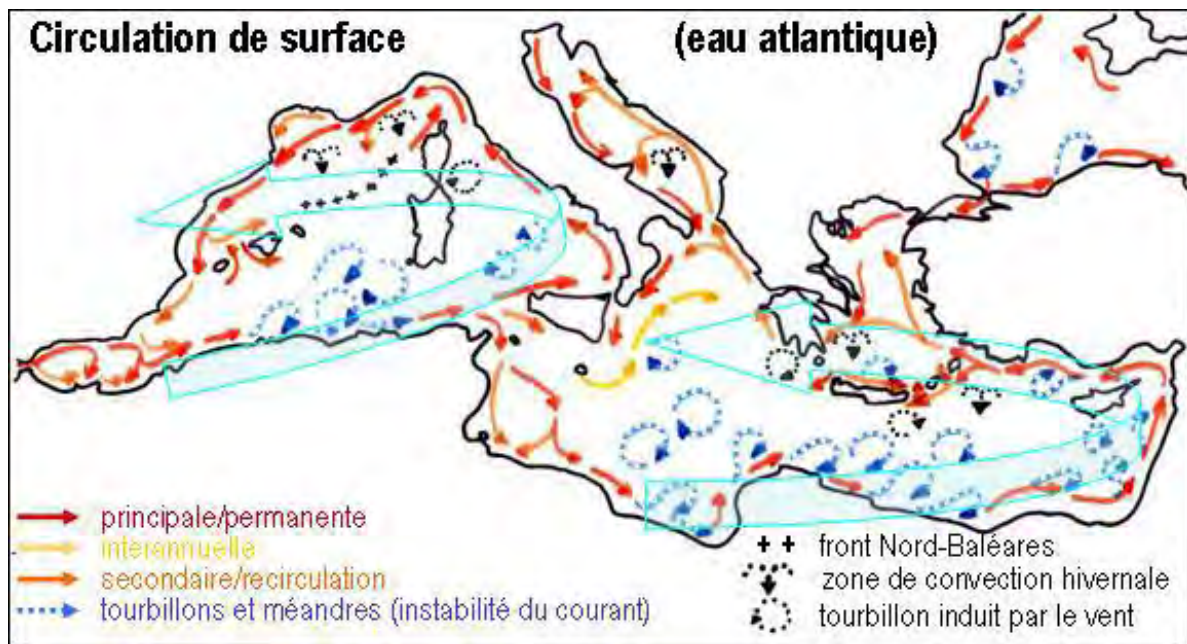 Circulation de surface (eau atlantique)
principale/permanente
interannuelle
secondaire/recirculation
tourbillons et méandres (instabilité du courant)
front Nord-Baléares
zone de convection hivernale
tourbillon induit par le vent